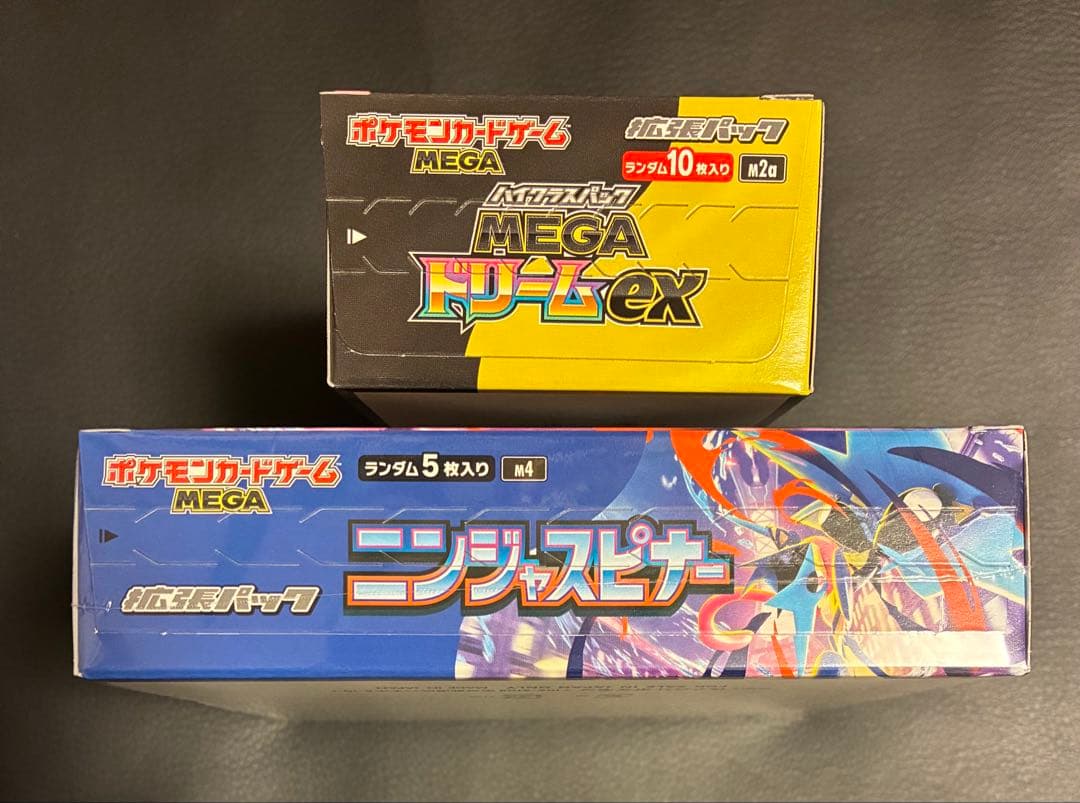 ポケモンカードゲーム
MEGA
拡張パック
ランダム10枚入り
M2a
ハイクラスパック
MEGA
ドリーム ex
ポケモンカードゲーム
MEGA
ランダム5枚入り
M4
ニンジャスピナー
拡張パック